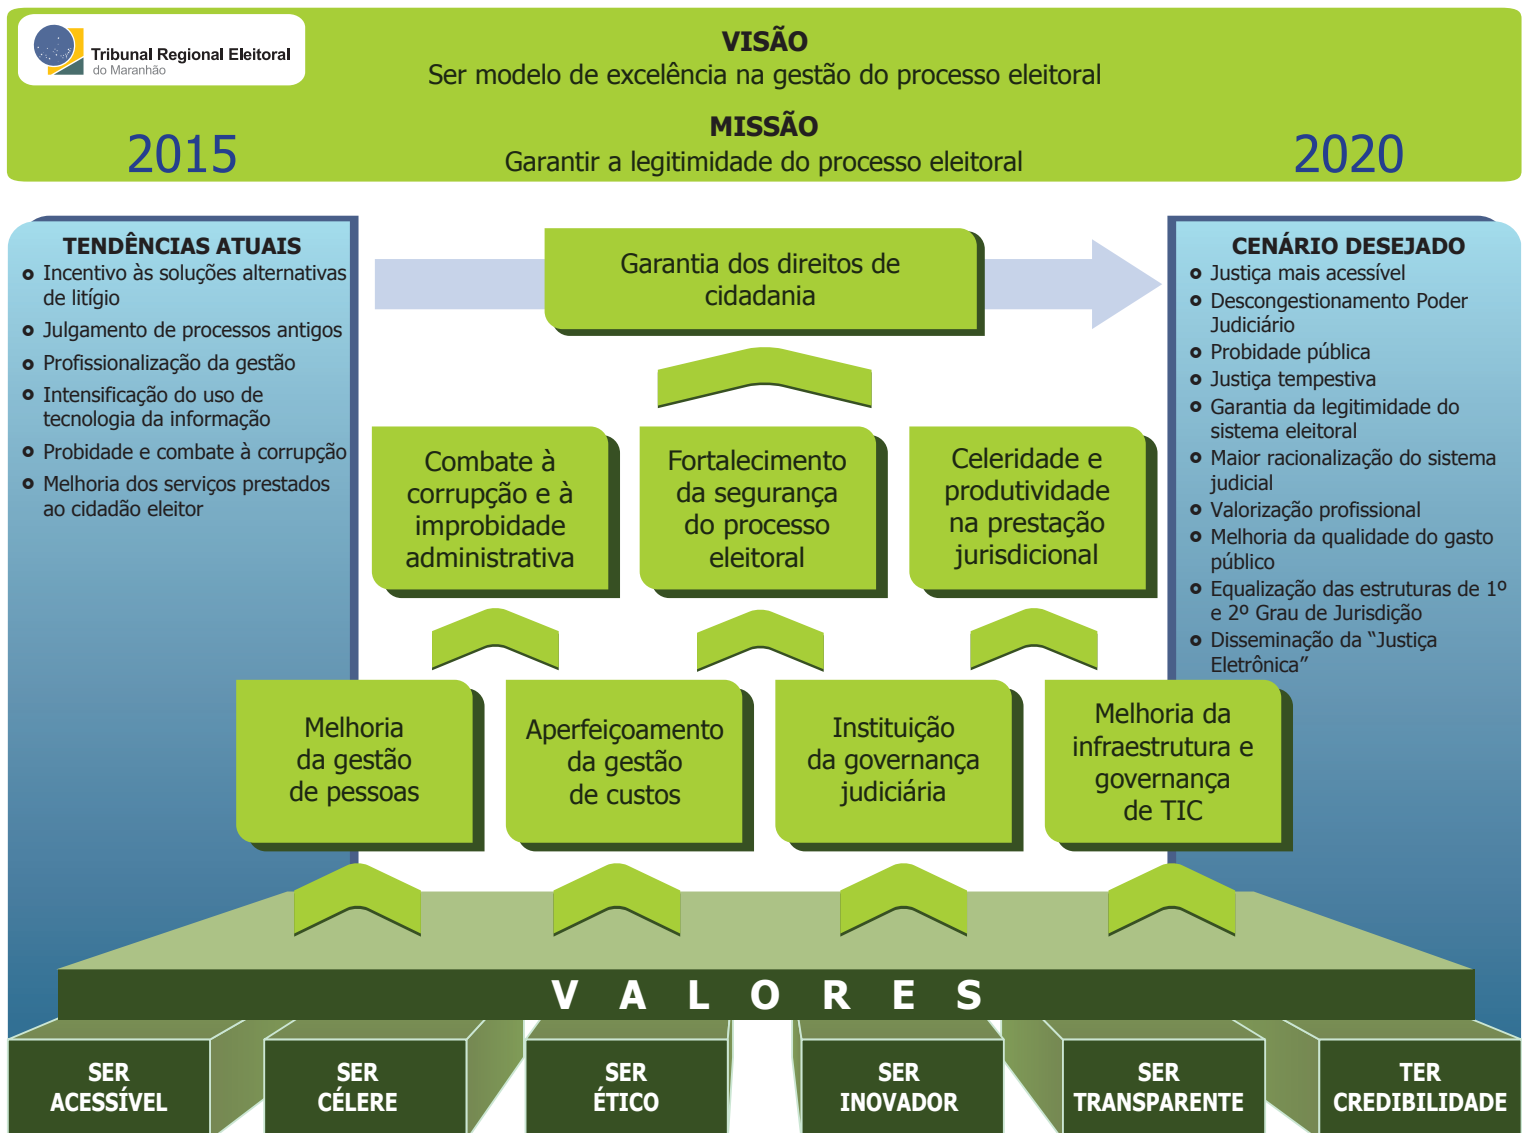 Tribunal Regional Eleitoral
do Maranhão
VISÃO
Ser modelo de excelência na gestão do processo eleitoral
MISSÃO
Garantir a legitimidade do processo eleitoral
2015
2020
TENDÊNCIAS ATUAIS
Incentivo às soluções alternativas
de litígio
Julgamento de processos antigos
Profissionalização da gestão
Intensificação do uso de
tecnologia da informação
Probidade e combate à corrupção
Melhoria dos serviços prestados
ao cidadão eleitor
Garantia dos direitos de
cidadania
CENÁRIO DESEJADO
Justiça mais acessível
Descongestionamento Poder
Judiciário
Probidade pública
Justiça tempestiva
Garantia da legitimidade do
sistema eleitoral
Maior racionalização do sistema
judicial
Valorização profissional
Melhoria da qualidade do gasto
público
Equalização das estruturas de 1º
e 2º Grau de Jurisdição
Disseminação da “Justiça
Eletrônica”
Combate à
corrupção e à
improbidade
administrativa
Fortalecimento
da segurança
do processo
eleitoral
Celeridade e
produtividade
na prestação
jurisdicional
Melhoria
da gestão
de pessoas
Aperfeiçoamento
da gestão
de custos
Instituição
da governança
judiciária
Melhoria da
infraestrutura e
governança
de TIC
VALORES
SER
ACESSÍVEL
SER
CÉLERE
SER
ÉTICO
SER
INOVADOR
SER
TRANSPARENTE
TER
CREDIBILIDADE